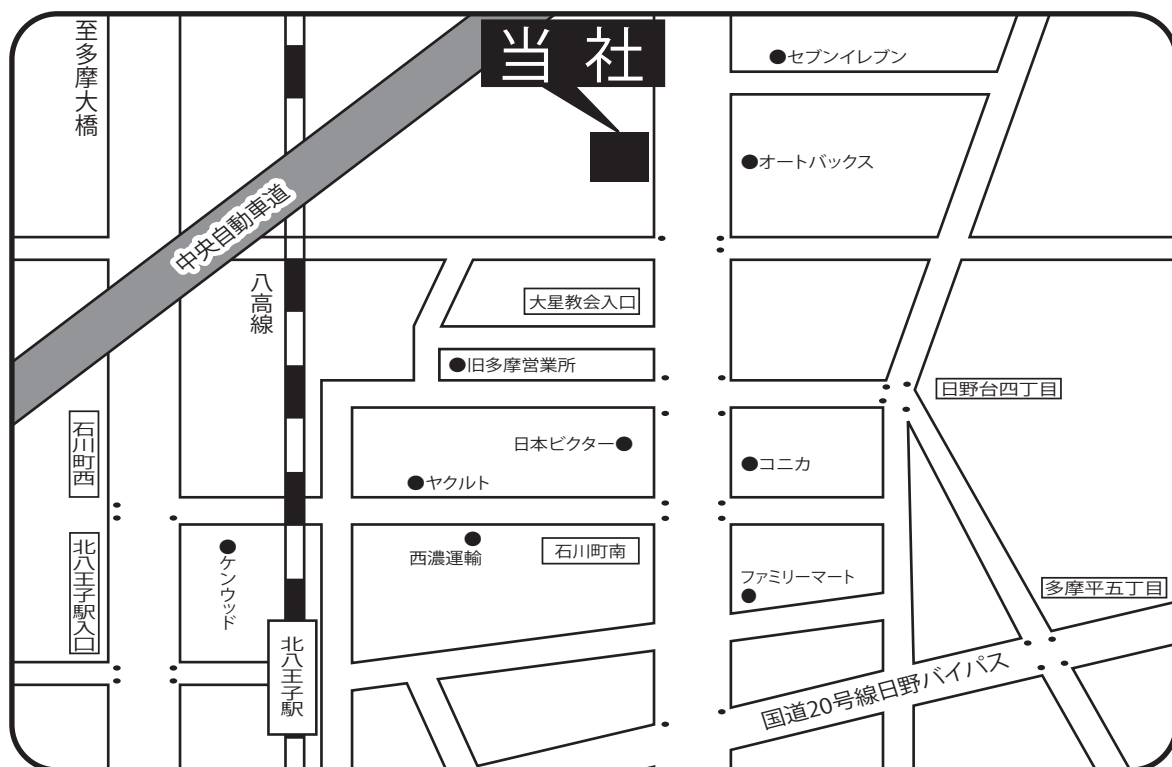 至多摩大橋
当社
セブンイレブン
オートバックス
中央自動車道
八高線
大星教会入口
旧多摩営業所
日野台四丁目
石川町西
日本ビクター
コニカ
ヤクルト
北八王子駅入口
ケンウッド
西濃運輸
石川町南
ファミリーマート
多摩平五丁目
北八王子駅
国道20号線日野バイパス